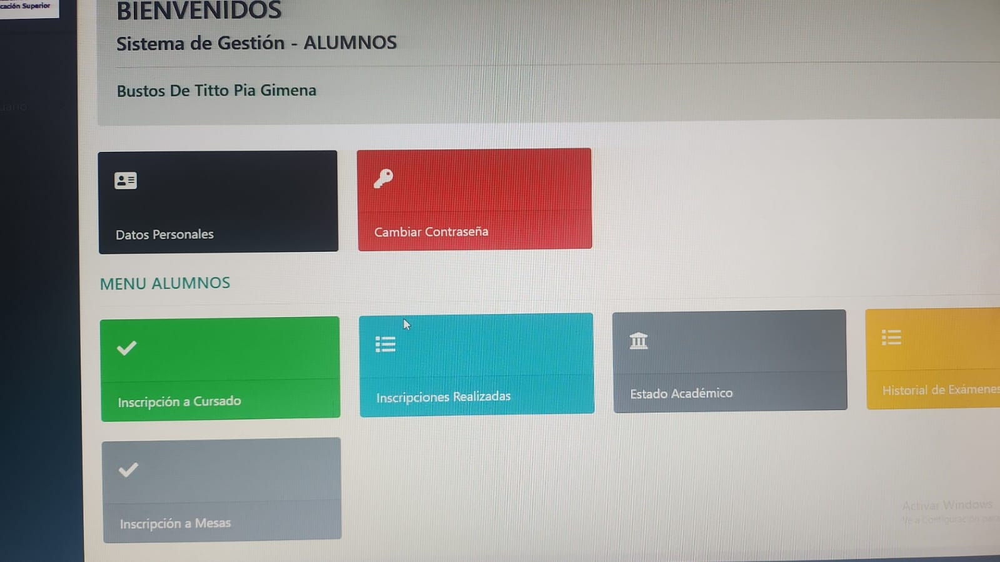 cación Superior
BIENVENIDOS
Sistema de Gestión - ALUMNOS
Bustos De Titto Pia Gimena
uario
Datos Personales
Cambiar Contraseña
MENU ALUMNOS
Inscripción a Cursado
Inscripciones Realizadas
Estado Académico
Historial de Exámenes
Inscripción a Mesas
Activar Windows
Ve a Configuración para